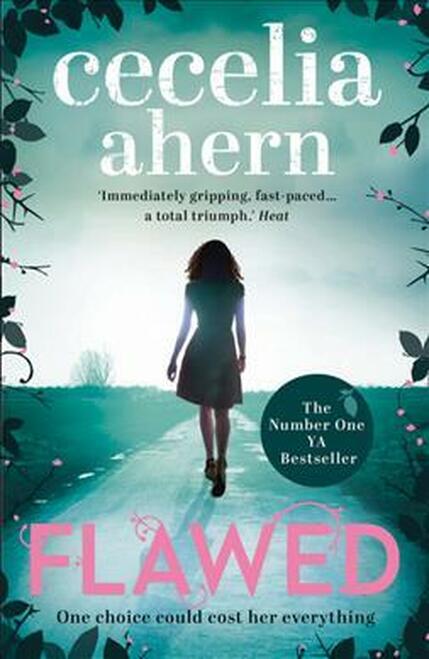 cecelia
ahern
'Immediately gripping, fast-paced...
a total triumph.' Heat
The
Number One
YA
Bestseller
FLAWED
One choice could cost her everything